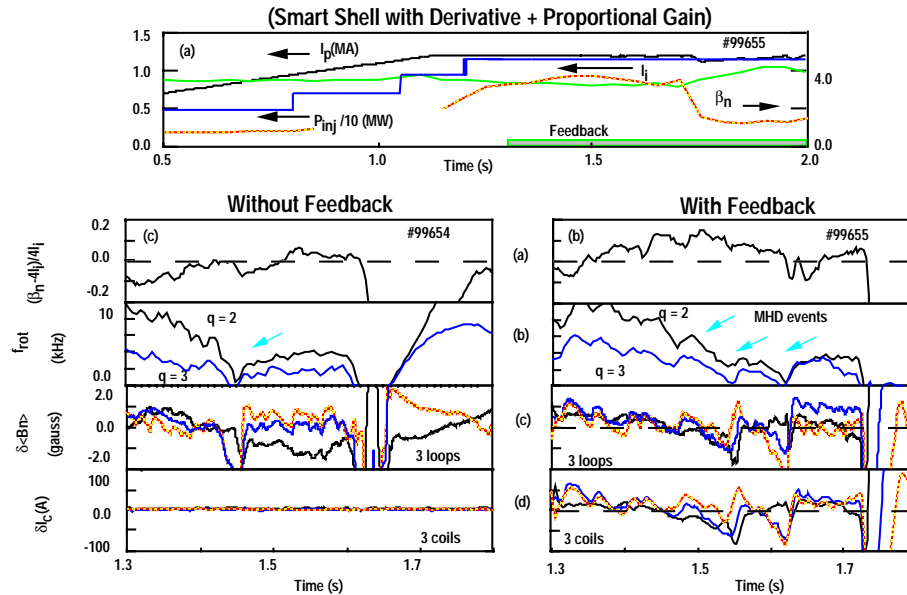 (Smart Shell with Derivative + Proportional Gain)
1.5
(a)
Ip(MA)
#99655
1.0
li
4.0
0.5
βn
Pinj /10 (MW)
Feedback
0.0
0.0
0.5
1.0
1.5
2.0
Time (s)
Without Feedback
With Feedback
0.2
(c)
#99654
(b)
#99655
(βn-4li)/4li
0.0
(a)
-0.2
10
q = 2
q = 2
MHD events
frot
(kHz)
(b)
0.0
q = 3
q = 3
2.0
δ<Bn>
(gauss)
0.0
(c)
-2.0
3 loops
3 loops
100
δIc(A)
0.0
(d)
-100
3 coils
3 coils
1.3
1.5
1.7
1.3
1.5
1.7
Time (s)
Time (s)